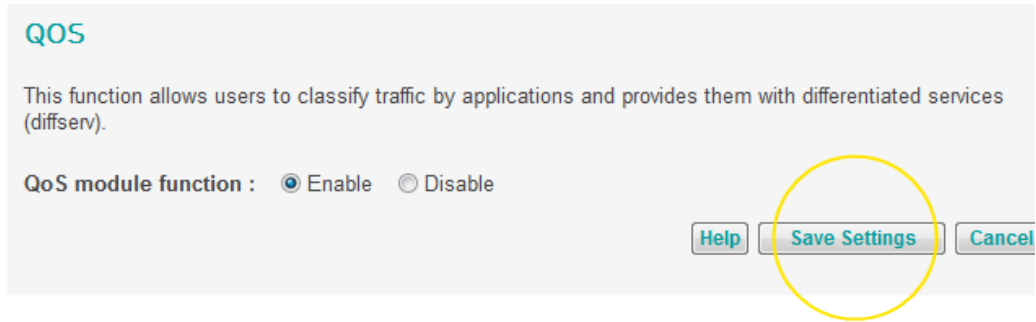 QOS
This function allows users to classify traffic by applications and provides them with differentiated services
(diffserv).
QoS module function : Enable Disable
Help Save Settings Cancel